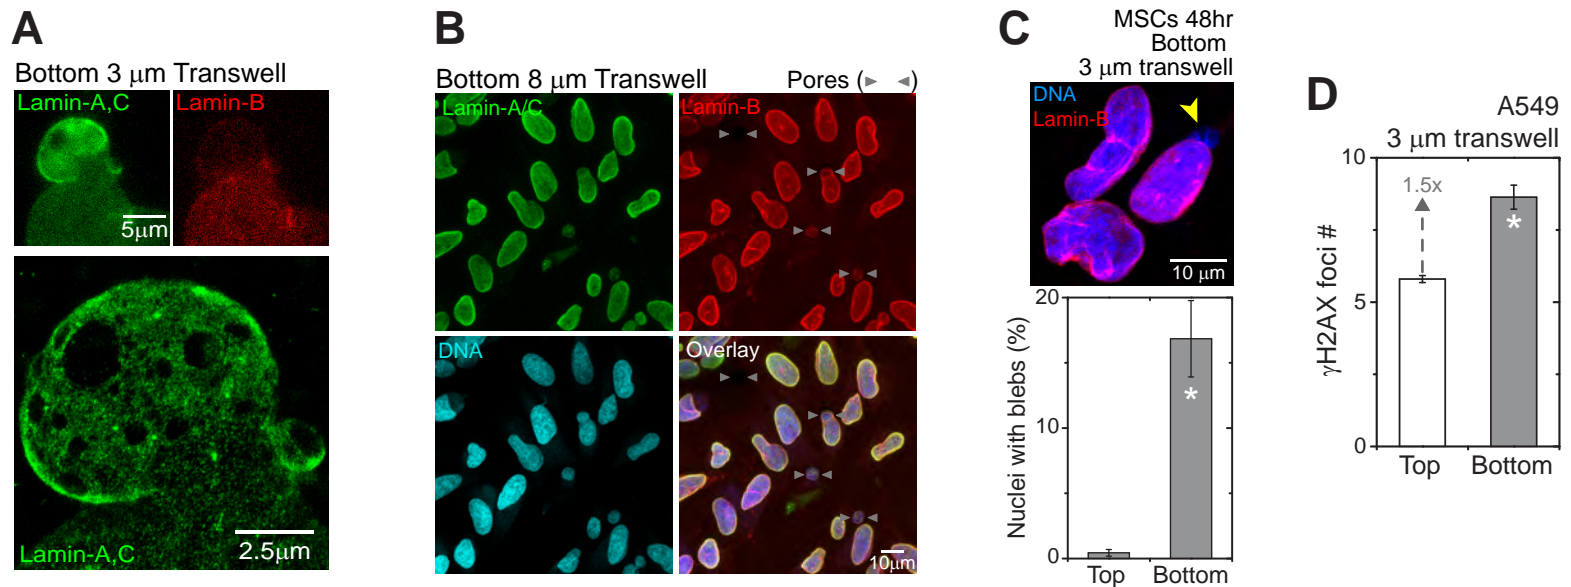 A
Bottom 3 μm Transwell
Lamin-A,C
Lamin-B
5μm
Lamin-A,C
2.5μm
B
Bottom 8 μm Transwell
Pores (► ◄)
Lamin-A/C
Lamin-B
DNA
Overlay
10μm
C
MSCs 48hr
Bottom
3 μm transwell
DNA
Lamin-B
10 μm
Nuclei with blebs (%)
20
10
0
*
Top
Bottom
D
A549
3 μm transwell
γH2AX foci #
10
5
0
1.5x
*
Top
Bottom